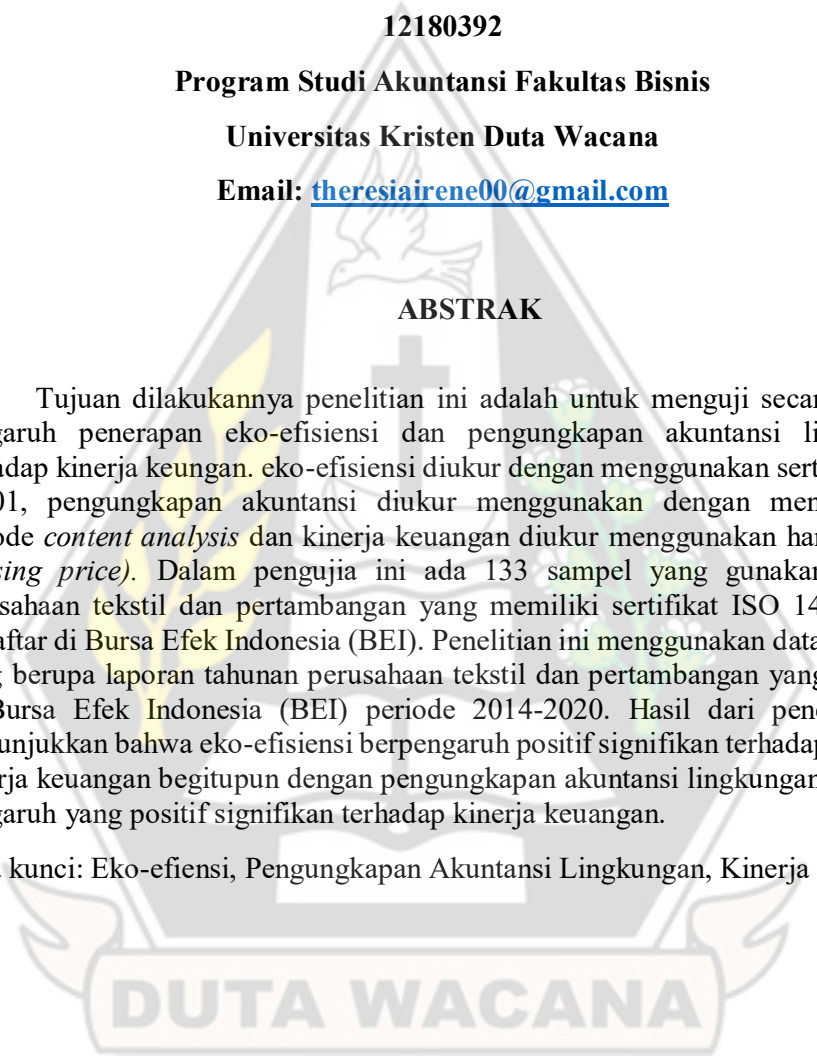 12180392
Program Studi Akuntansi Fakultas Bisnis
Universitas Kristen Duta Wacana
Email: theresiairene00@gmail.com
ABSTRAK
Tujuan dilakukannya penelitian ini adalah untuk menguji secar
garuh penerapan eko-efisiensi dan pengungkapan akuntansi li
adap kinerja keungan. eko-efisiensi diukur dengan menggunakan sert
01, pengungkapan akuntansi diukur menggunakan dengan men
ode content analysis dan kinerja keuangan diukur menggunakan har
sing price). Dalam pengujia ini ada 133 sampel yang gunakan
sahaan tekstil dan pertambangan yang memiliki sertifikat ISO 14
aftar di Bursa Efek Indonesia (BEI). Penelitian ini menggunakan data
g berupa laporan tahunan perusahaan tekstil dan pertambangan yang
Bursa Efek Indonesia (BEI) periode 2014-2020. Hasil dari pen
unjukkan bahwa eko-efisiensi berpengaruh positif signifikan terhadap
rja keuangan begitupun dengan pengungkapan akuntansi lingkungan
garuh yang positif signifikan terhadap kinerja keuangan.
kunci: Eko-efiensi, Pengungkapan Akuntansi Lingkungan, Kinerja
DUTA WACANA